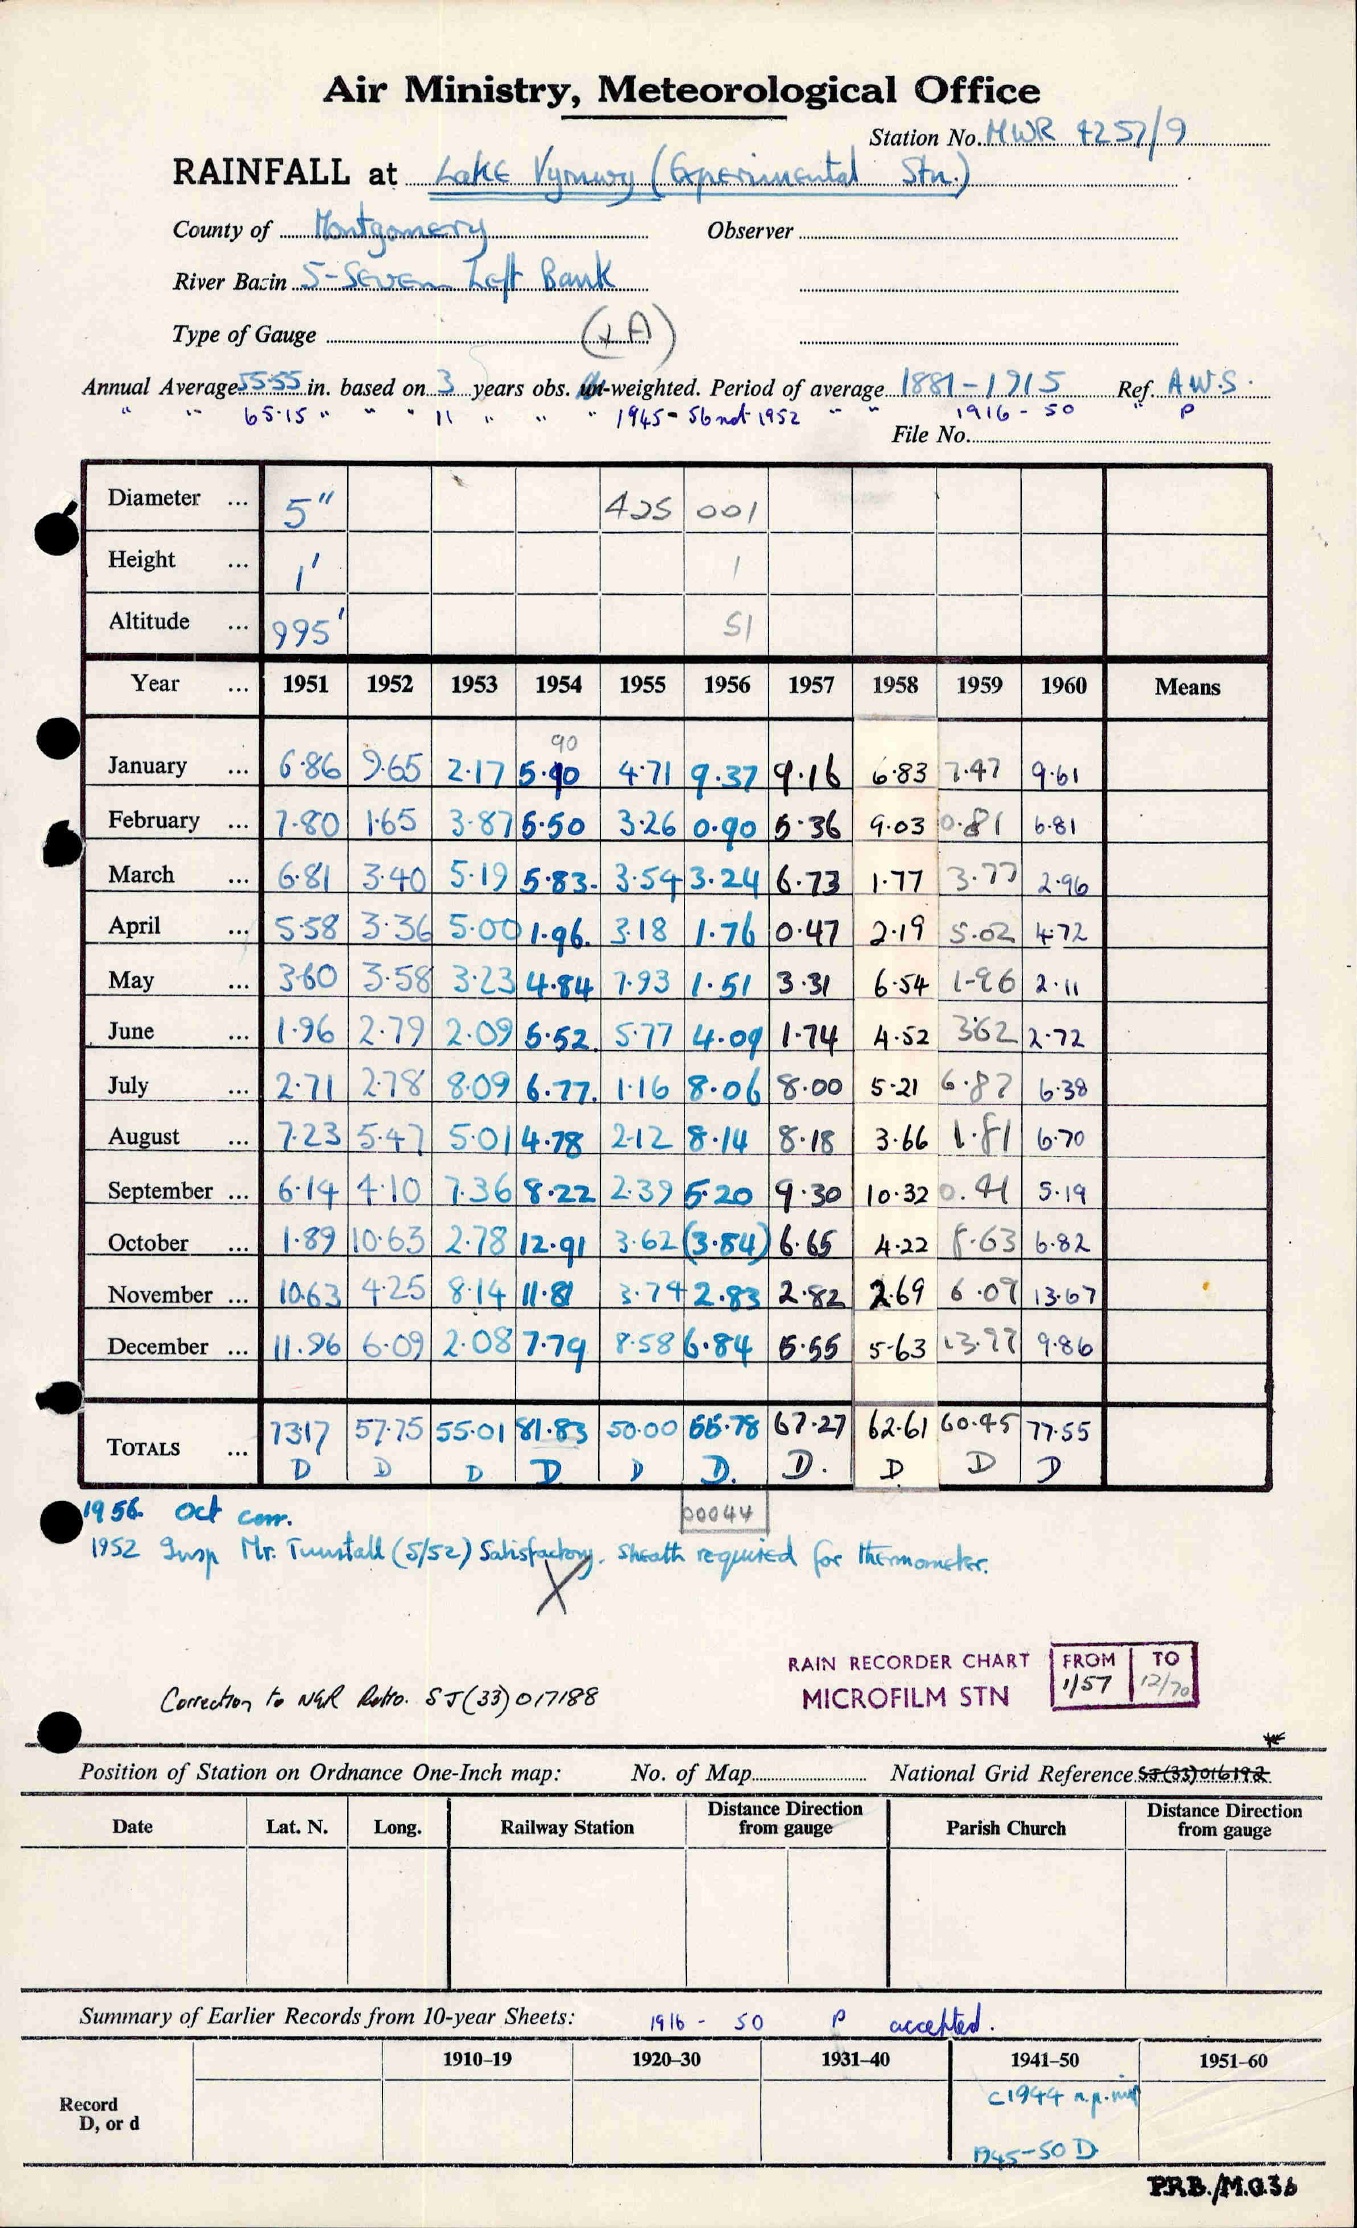 Air Ministry, Meteorological Office
Station No. MWR 4257/9
RAINFALL at Lake Vyrnwy (Experimental Stn.)
County of Montgomery Observer
River Basin 5-Severn Left Bank
Type of Gauge (+A)
Annual Average 55.55 in. based on 3 years obs. un-weighted. Period of average 1881-1915 Ref. A.W.S.
" " 65.15 " " " 11 " " " 1945-56 not 1952 " " 1916-50 " P
File No.
Diameter ... 5" 425 001
Height ... 1' 1
Altitude ... 995' 51
Year ... 1951 1952 1953 1954 1955 1956 1957 1958 1959 1960 Means
90
January ... 6.86 9.65 2.17 5.90 4.71 9.37 9.16 6.83 7.47 9.61
February ... 7.80 1.65 3.87 5.50 3.26 0.90 5.36 9.03 0.81 6.81
March ... 6.81 3.40 5.19 5.83 3.54 3.24 6.73 1.77 3.77 2.96
April ... 5.58 3.36 5.00 1.96 3.18 1.76 0.47 2.19 5.02 4.72
May ... 3.60 3.58 3.23 4.84 7.93 1.51 3.31 6.54 1.96 2.11
June ... 1.96 2.79 2.09 5.52 5.77 4.09 1.74 4.52 3.62 2.72
July ... 2.71 2.78 8.09 6.77 1.16 8.06 8.00 5.21 6.87 6.38
August ... 7.23 5.47 5.01 4.78 2.12 8.14 8.18 3.66 1.81 6.70
September ... 6.14 4.10 7.36 8.22 2.39 5.20 9.30 10.32 0.41 5.19
October ... 1.89 10.63 2.78 12.91 3.62 (3.84) 6.65 4.22 8.63 6.82
November ... 10.63 4.25 8.14 11.81 3.74 2.83 2.82 2.69 6.09 13.67
December ... 11.96 6.09 2.08 7.79 8.58 6.84 5.55 5.63 13.97 9.86
TOTALS ... 73.17 57.75 55.01 81.83 50.00 55.78 67.27 62.61 60.45 77.55
D D D D D D. D. D D D
1956. Oct corr. 00044
1952 Insp Mr. Tunstall (5/52) Satisfactory. Sheath required for thermometer.
X
RAIN RECORDER CHART FROM TO
MICROFILM STN 1/57 12/70
Correction to NGR Retro. SJ(33)017188
Position of Station on Ordnance One-Inch map: No. of Map National Grid Reference SJ(33)016192
Date Lat. N. Long. Railway Station Distance Direction from gauge Parish Church Distance Direction from gauge
Summary of Earlier Records from 10-year Sheets: 1916-50 P accepted.
1910-19 1920-30 1931-40 1941-50 1951-60
Record
D, or d
c1944 n.p.
1945-50 D
P.R.B./M.O.36